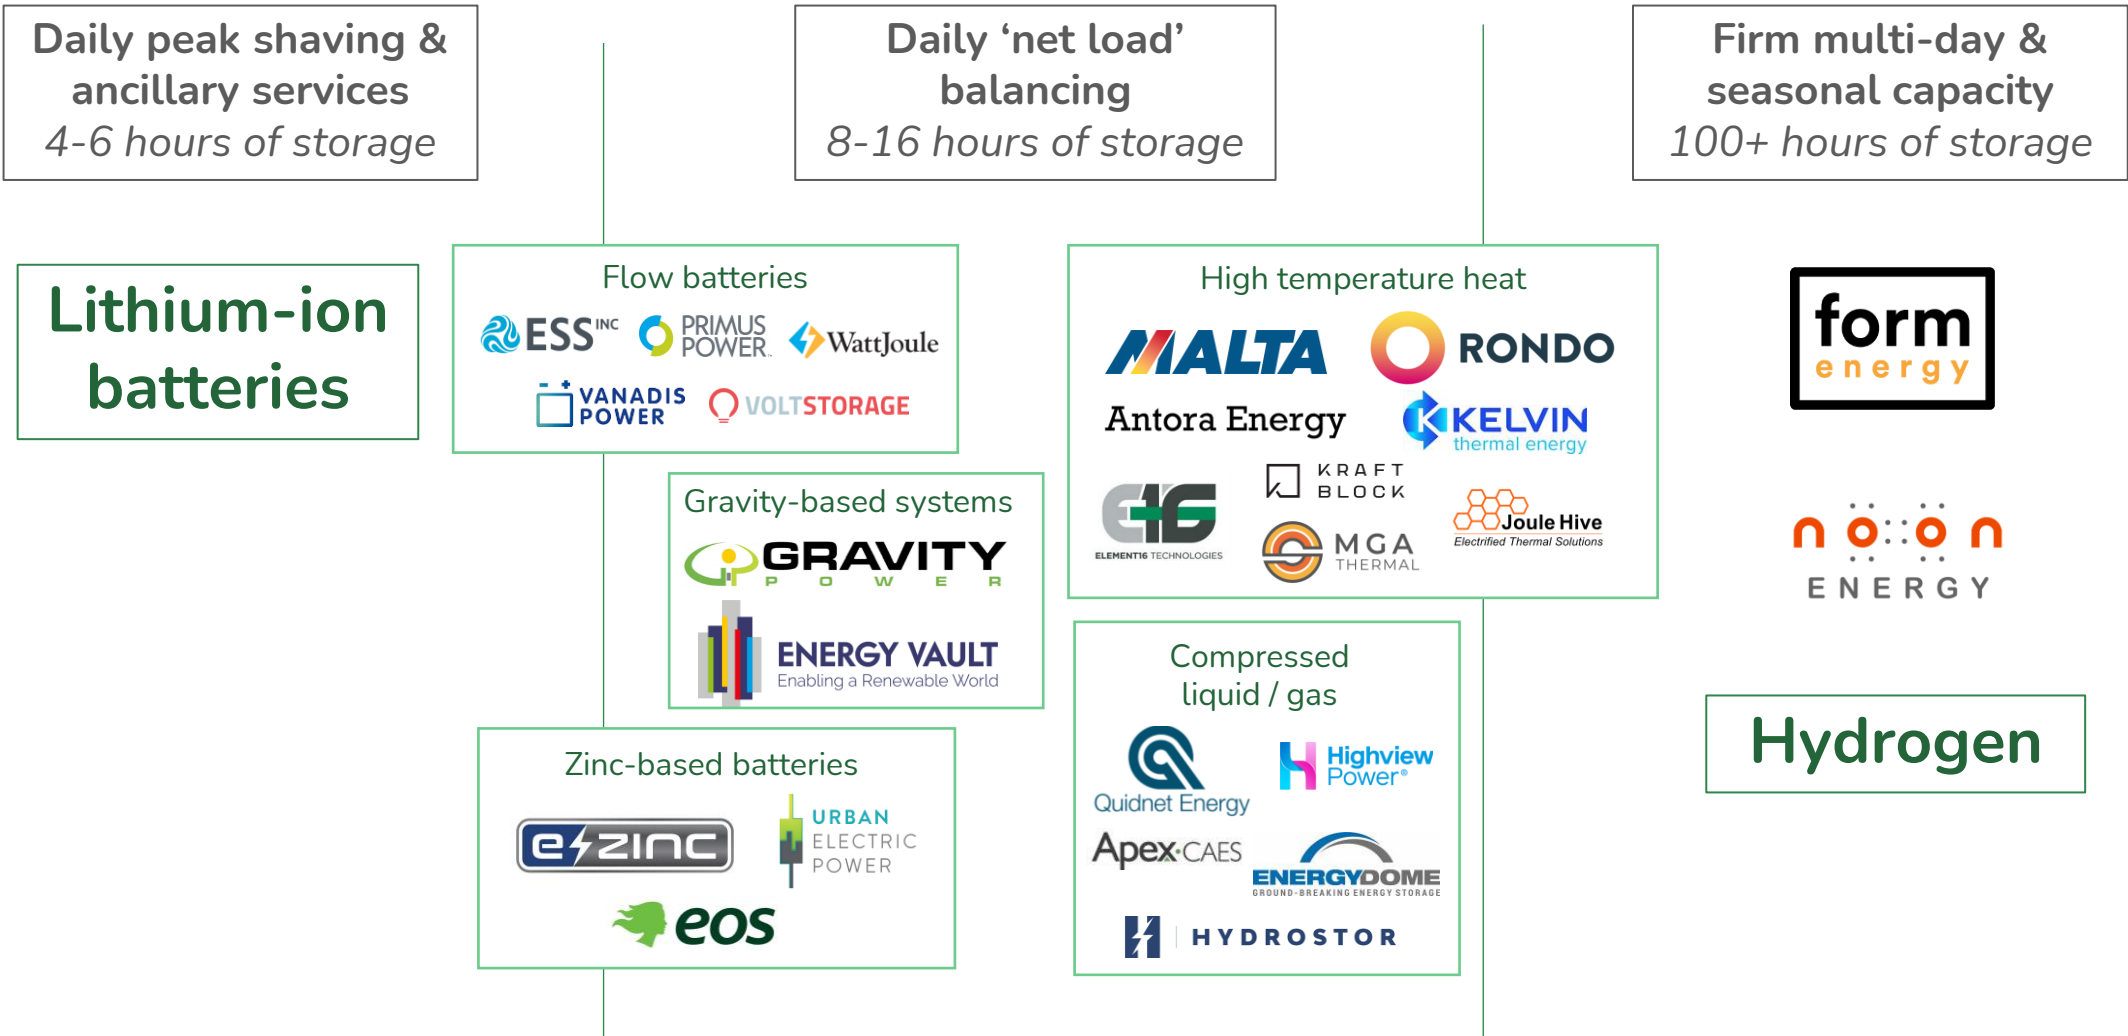 Daily peak shaving &
ancillary services
4-6 hours of storage
Daily ‘net load’
balancing
8-16 hours of storage
Firm multi-day &
seasonal capacity
100+ hours of storage
Lithium-ion
batteries
Flow batteries
ESS INC
PRIMUS
POWER
WattJoule
VANADIS
POWER
VOLTSTORAGE
Gravity-based systems
GRAVITY
POWER
ENERGY VAULT
Enabling a Renewable World
Zinc-based batteries
e zinc
URBAN
ELECTRIC
POWER
eos
High temperature heat
MALTA
RONDO
Antora Energy
KELVIN
thermal energy
E16
ELEMENT16 TECHNOLOGIES
KRAFT
BLOCK
MGA
THERMAL
Joule Hive
Electrified Thermal Solutions
Compressed
liquid / gas
Quidnet Energy
Highview
Power®
Apex·CAES
ENERGYDOME
GROUND-BREAKING ENERGY STORAGE
HYDROSTOR
form
energy
noon
ENERGY
Hydrogen